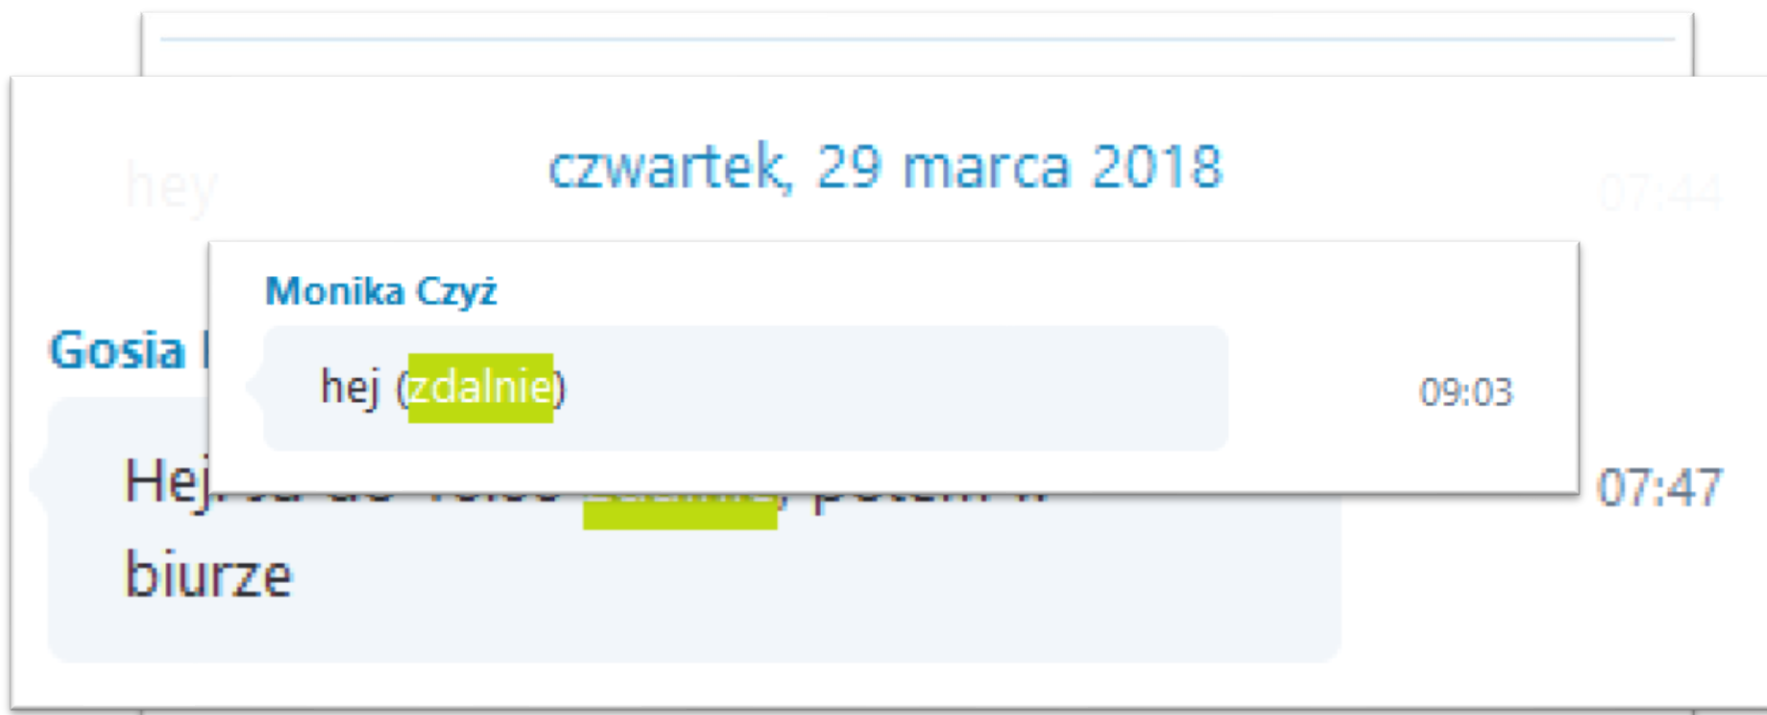 czwartek, 29 marca 2018
hey 07:44
Monika Czyż
hej (zdalnie) 09:03
Gosia
Hej. 07:47
biurze